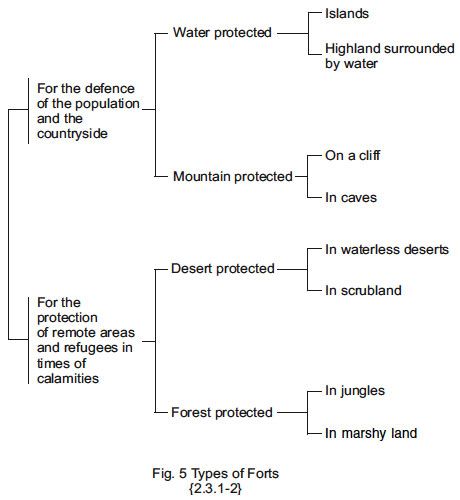 For the defence
of the population
and the
countryside
Water protected
Islands
Highland surrounded
by water
Mountain protected
On a cliff
In caves
For the
protection
of remote areas
and refugees in
times of
calamities
Desert protected
In waterless deserts
In scrubland
Forest protected
In jungles
In marshy land
Fig. 5 Types of Forts
{2.3.1-2}